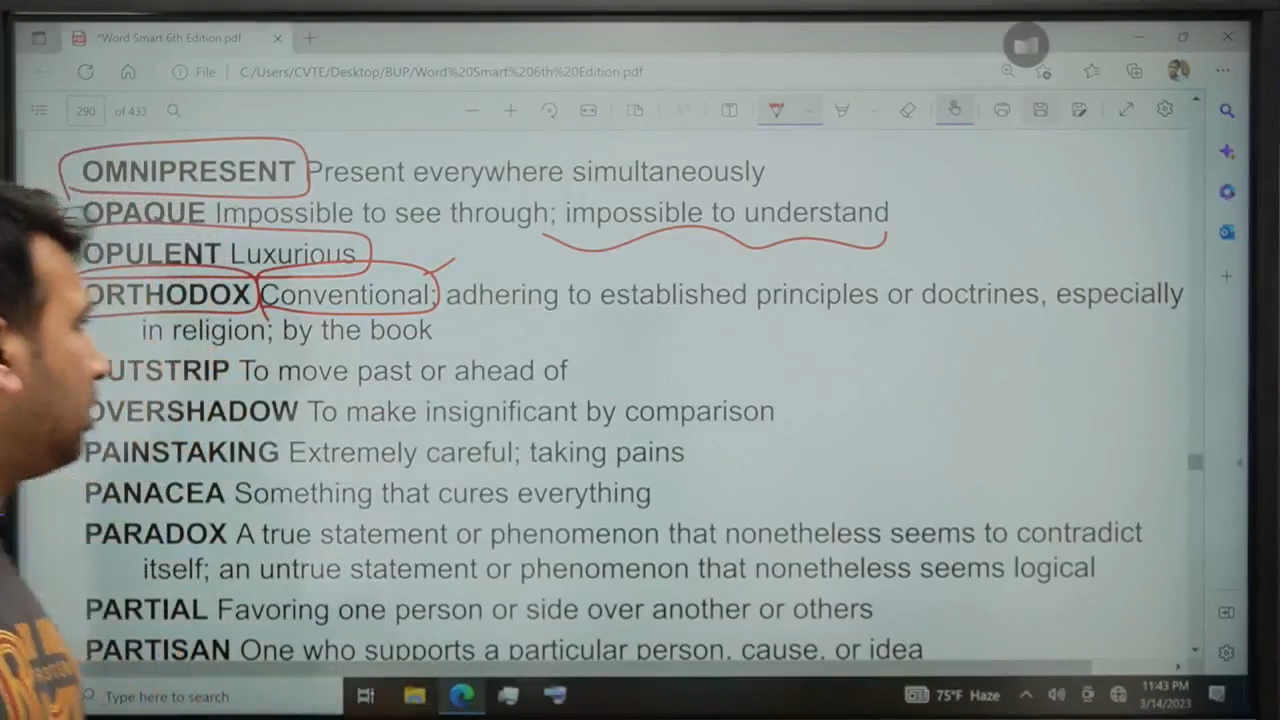 *Word Smart 6th Edition.pdf
File C:/Users/CVTE/Desktop/BUP/Word%20Smart%206th%20Edition.pdf
290 of 433
OMNIPRESENT Present everywhere simultaneously
OPAQUE Impossible to see through; impossible to understand
OPULENT Luxurious
ORTHODOX Conventional; adhering to established principles or doctrines, especially
in religion; by the book
UTSTRIP To move past or ahead of
OVERSHADOW To make insignificant by comparison
PAINSTAKING Extremely careful; taking pains
PANACEA Something that cures everything
PARADOX A true statement or phenomenon that nonetheless seems to contradict
itself; an untrue statement or phenomenon that nonetheless seems logical
PARTIAL Favoring one person or side over another or others
PARTISAN One who supports a particular person, cause, or idea
Type here to search
75°F Haze
11:43 PM
3/14/2023